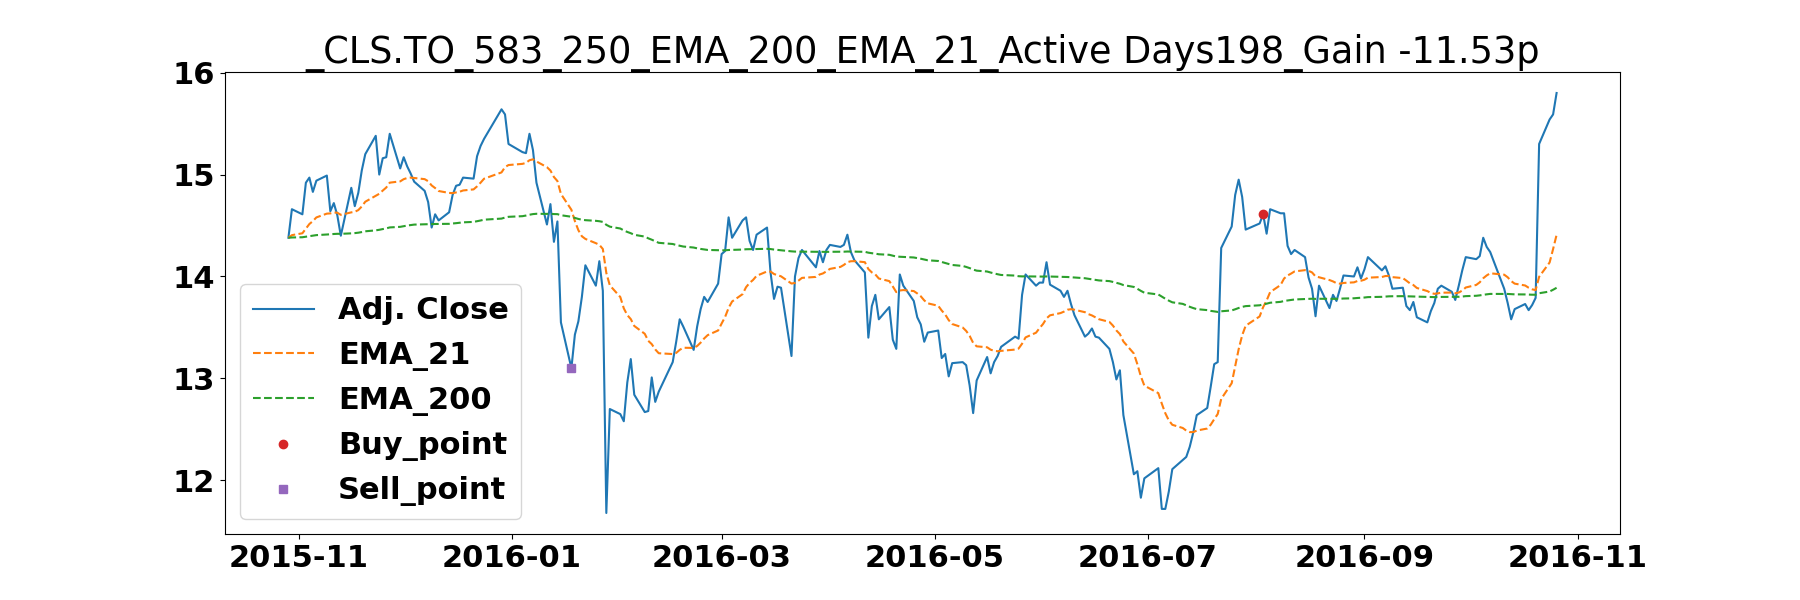 _CLS.TO_583_250_EMA_200_EMA_21_Active Days198_Gain -11.53p
16
15
14
13
12
Adj. Close
EMA_21
EMA_200
Buy_point
Sell_point
2015-11 2016-01 2016-03 2016-05 2016-07 2016-09 2016-11